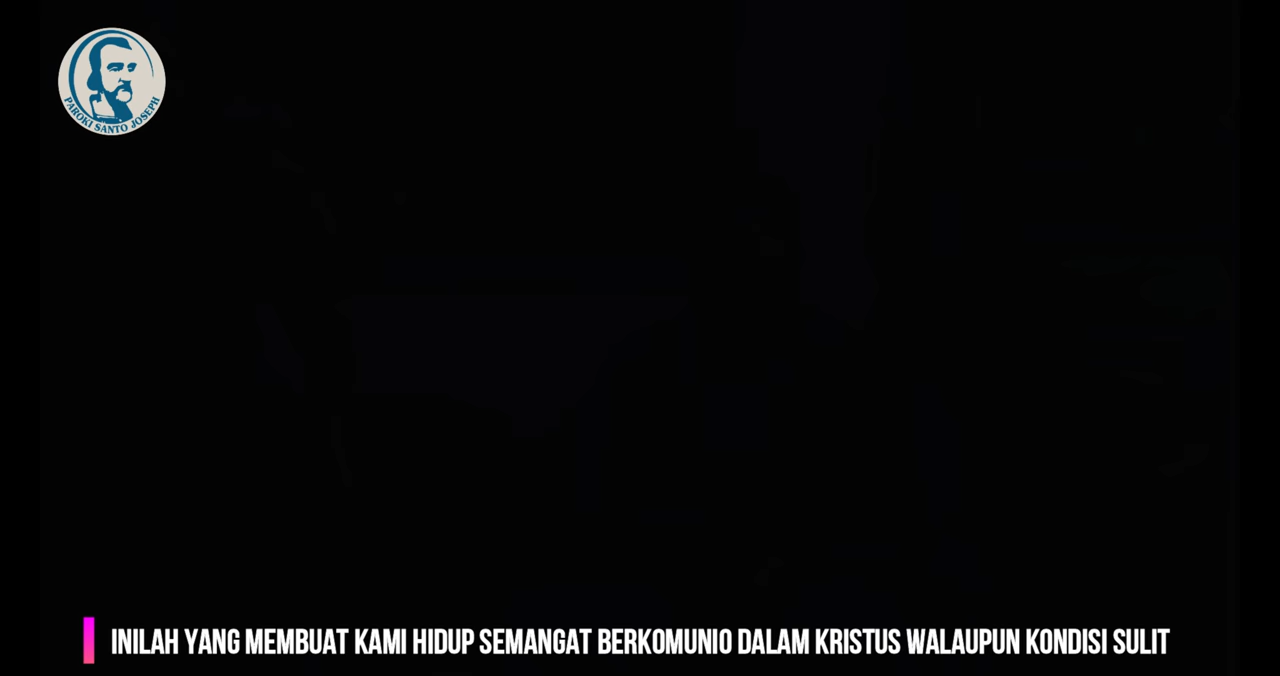 PAROKI SANTO JOSEPH
INILAH YANG MEMBUAT KAMI HIDUP SEMANGAT BERKOMUNIO DALAM KRISTUS WALAUPUN KONDISI SULIT